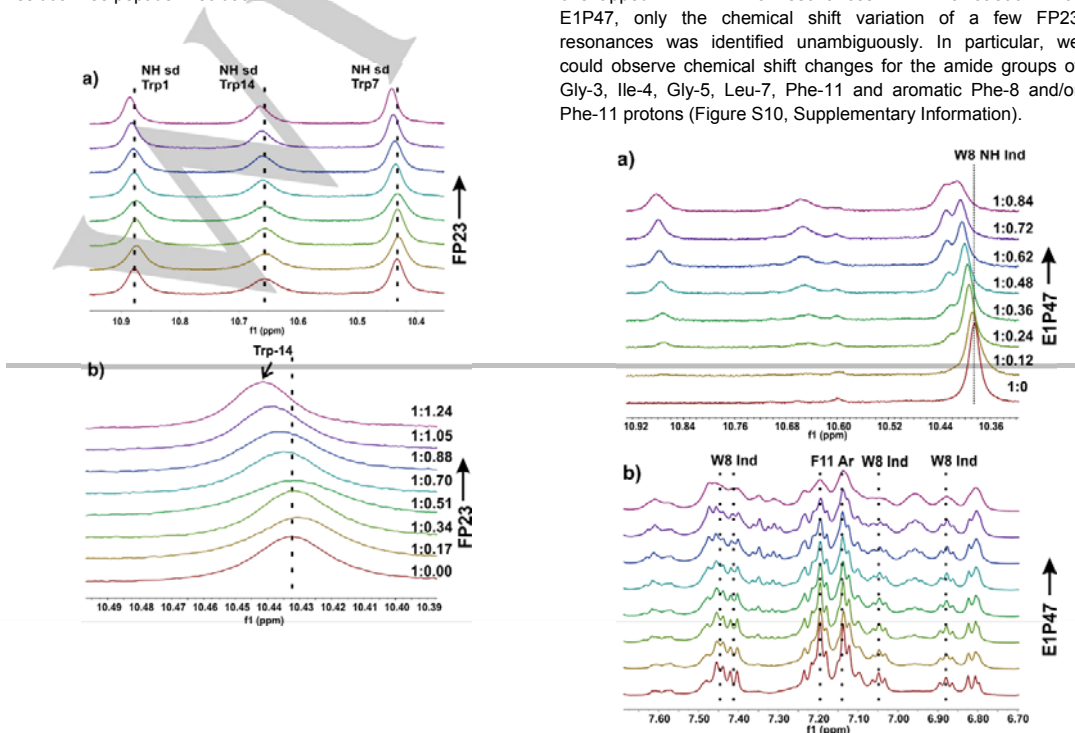 E1P47, only the chemical shift variation of a few FP23
resonances was identified unambiguously. In particular, we
could observe chemical shift changes for the amide groups of
Gly-3, Ile-4, Gly-5, Leu-7, Phe-11 and aromatic Phe-8 and/or
Phe-11 protons (Figure S10, Supplementary Information).
a)
NH sd
Trp1
NH sd
Trp14
NH sd
Trp7
FP23
10.9 10.8 10.7 10.6 10.5 10.4
f1 (ppm)
b)
Trp-14
1:1.24
1:1.05
1:0.88
1:0.70
1:0.51
1:0.34
1:0.17
1:0.00
FP23
10.49 10.48 10.47 10.46 10.45 10.44 10.43 10.42 10.41 10.40 10.39
f1 (ppm)
a)
W8 NH Ind
1:0.84
1:0.72
1:0.62
1:0.48
1:0.36
1:0.24
1:0.12
1:0
E1P47
10.92 10.84 10.76 10.68 10.60 10.52 10.44 10.36
f1 (ppm)
b)
W8 Ind F11 Ar W8 Ind W8 Ind
E1P47
7.60 7.50 7.40 7.30 7.20 7.10 7.00 6.90 6.80 6.70
f1 (ppm)